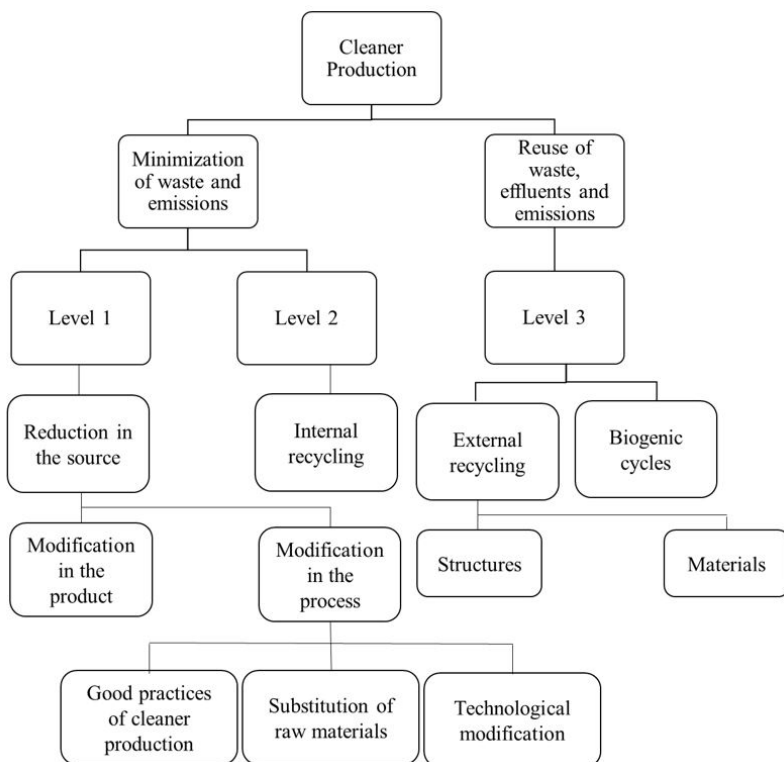 Cleaner
Production
Minimization
of waste and
emissions
Reuse of
waste,
effluents and
emissions
Level 1
Level 2
Level 3
Reduction in
the source
Internal
recycling
External
recycling
Biogenic
cycles
Modification
in the
product
Modification
in the
process
Structures
Materials
Good practices
of cleaner
production
Substitution of
raw materials
Technological
modification